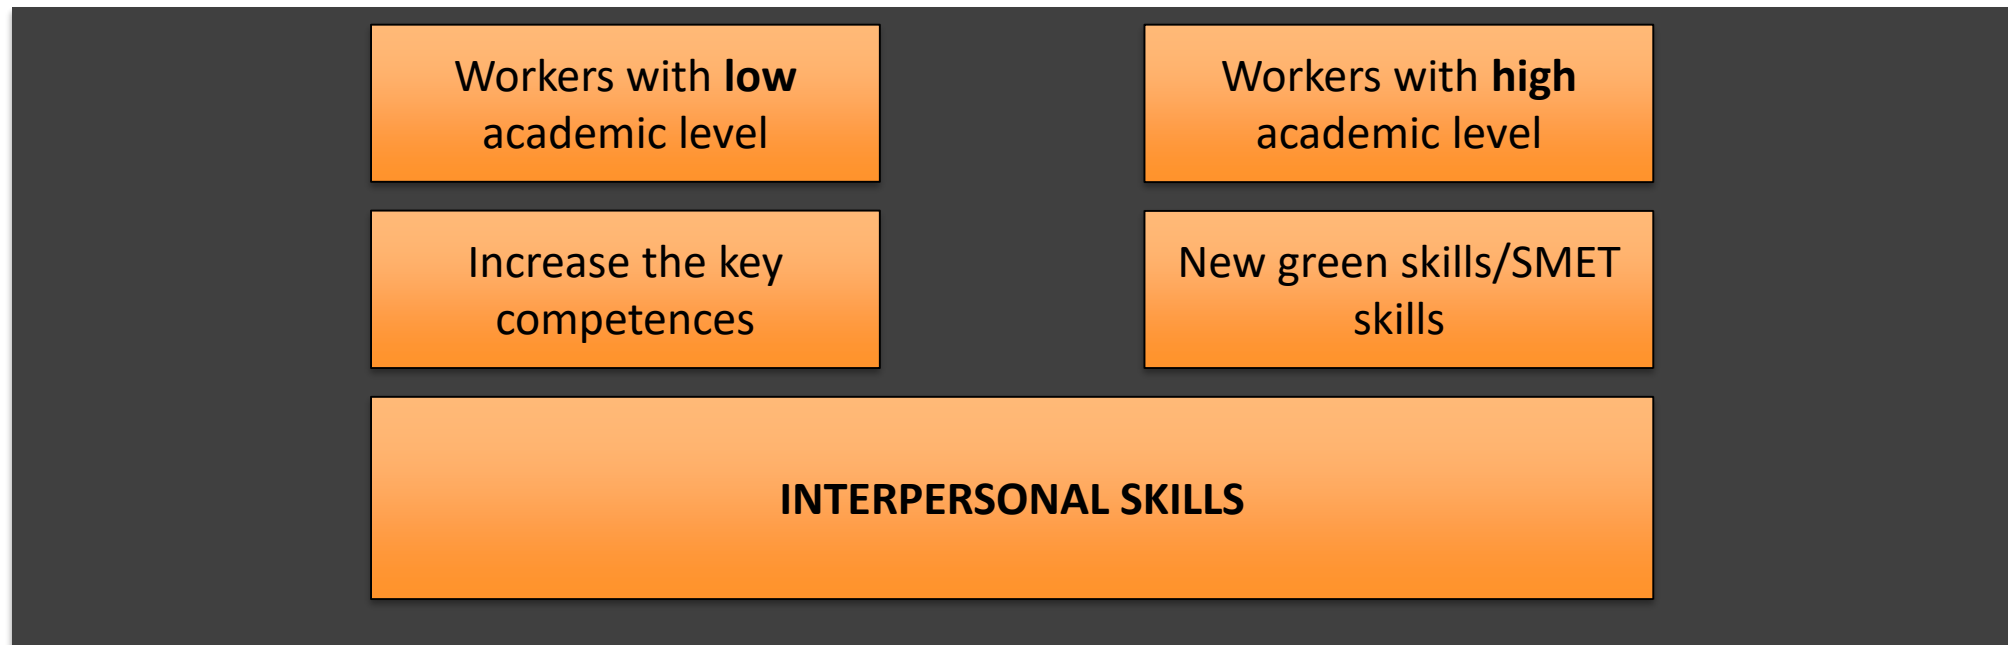 Workers with low
academic level
Workers with high
academic level
Increase the key
competences
New green skills/SMET
skills
INTERPERSONAL SKILLS